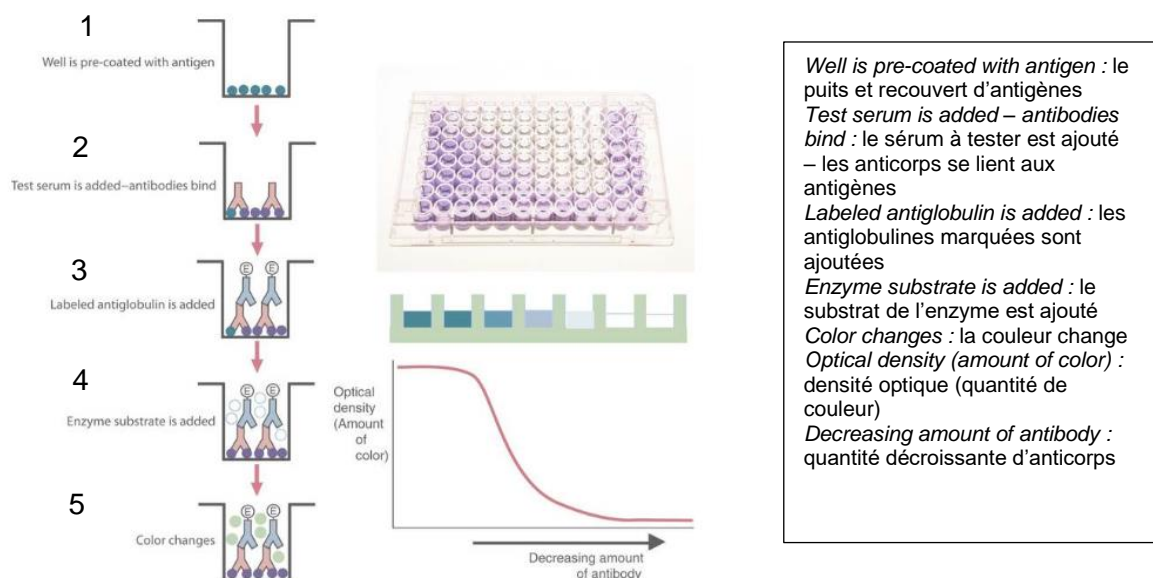 1
Well is pre-coated with antigen
2
Test serum is added–antibodies bind
3
E E
Labeled antiglobulin is added
4
E E
Enzyme substrate is added
5
E E
Color changes
Optical
density
(Amount
of
color)
Decreasing amount
of antibody
Well is pre-coated with antigen : le
puits et recouvert d’antigènes
Test serum is added – antibodies
bind : le sérum à tester est ajouté
– les anticorps se lient aux
antigènes
Labeled antiglobulin is added : les
antiglobulines marquées sont
ajoutées
Enzyme substrate is added : le
substrat de l’enzyme est ajouté
Color changes : la couleur change
Optical density (amount of color) :
densité optique (quantité de
couleur)
Decreasing amount of antibody :
quantité décroissante d’anticorps